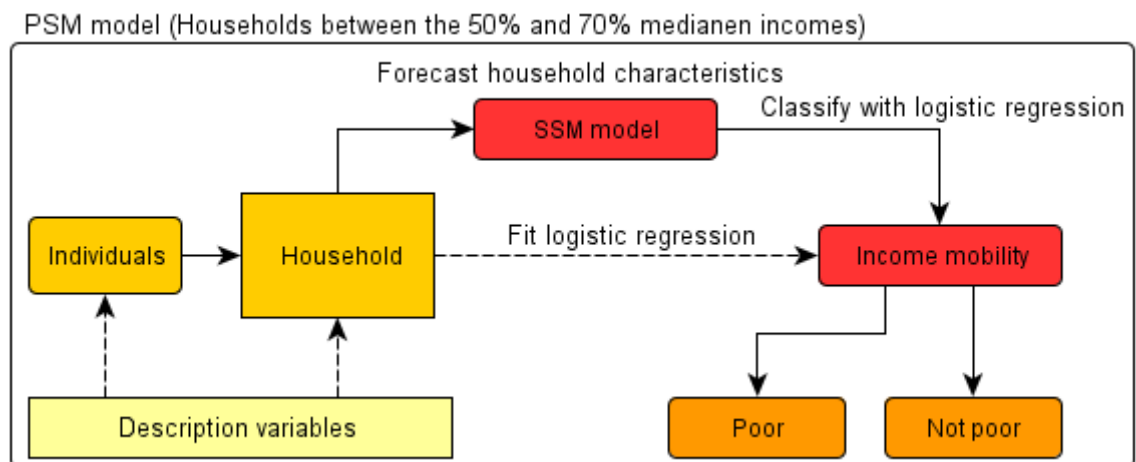 PSM model (Households between the 50% and 70% medianen incomes)
Forecast household characteristics
Classify with logistic regression
SSM model
Individuals
Household
Fit logistic regression
Income mobility
Description variables
Poor
Not poor